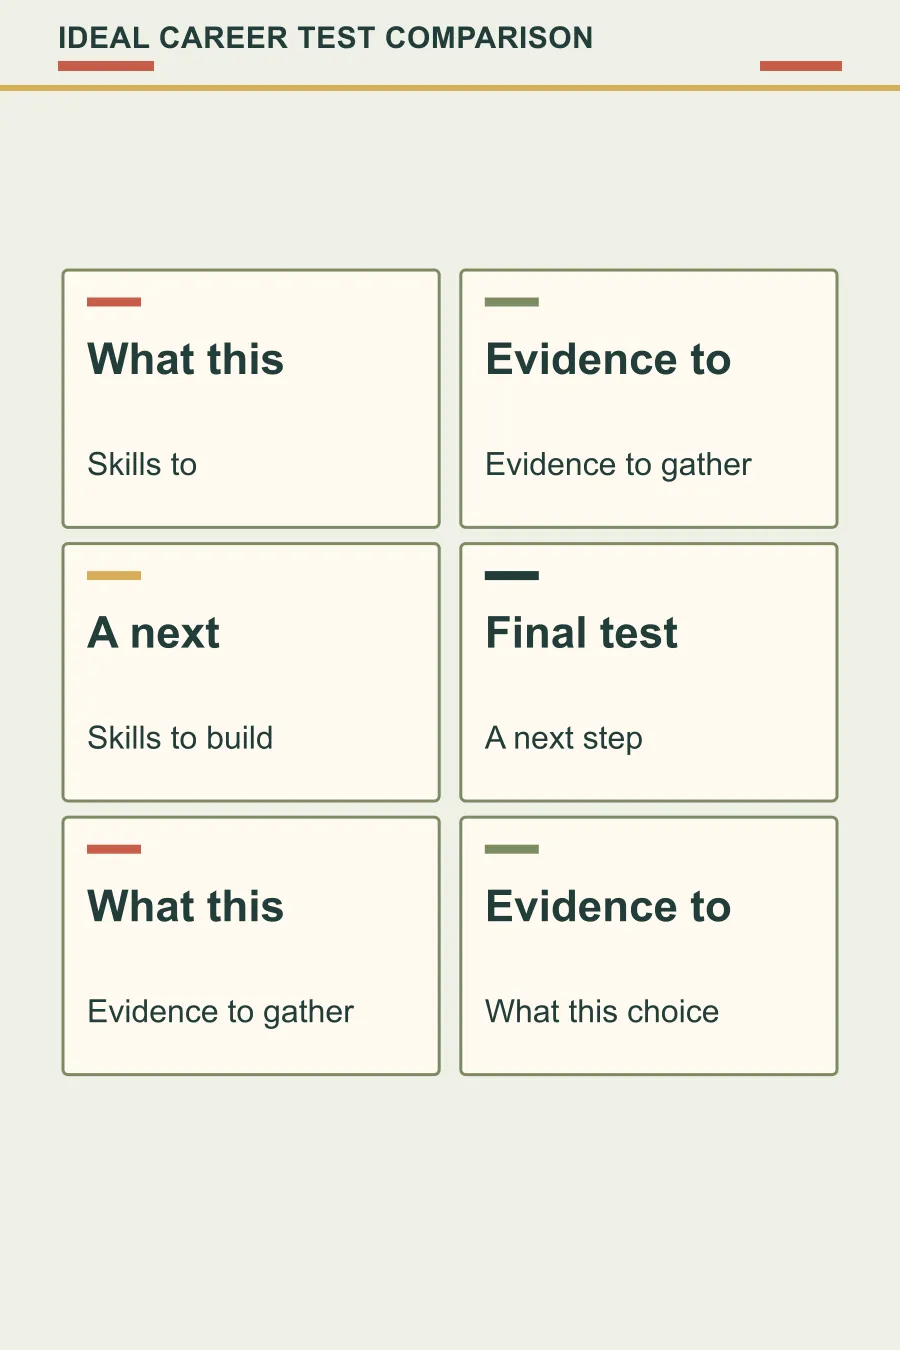 IDEAL CAREER TEST COMPARISON
What this
Skills to
Evidence to
Evidence to gather
A next
Skills to build
Final test
A next step
What this
Evidence to gather
Evidence to
What this choice